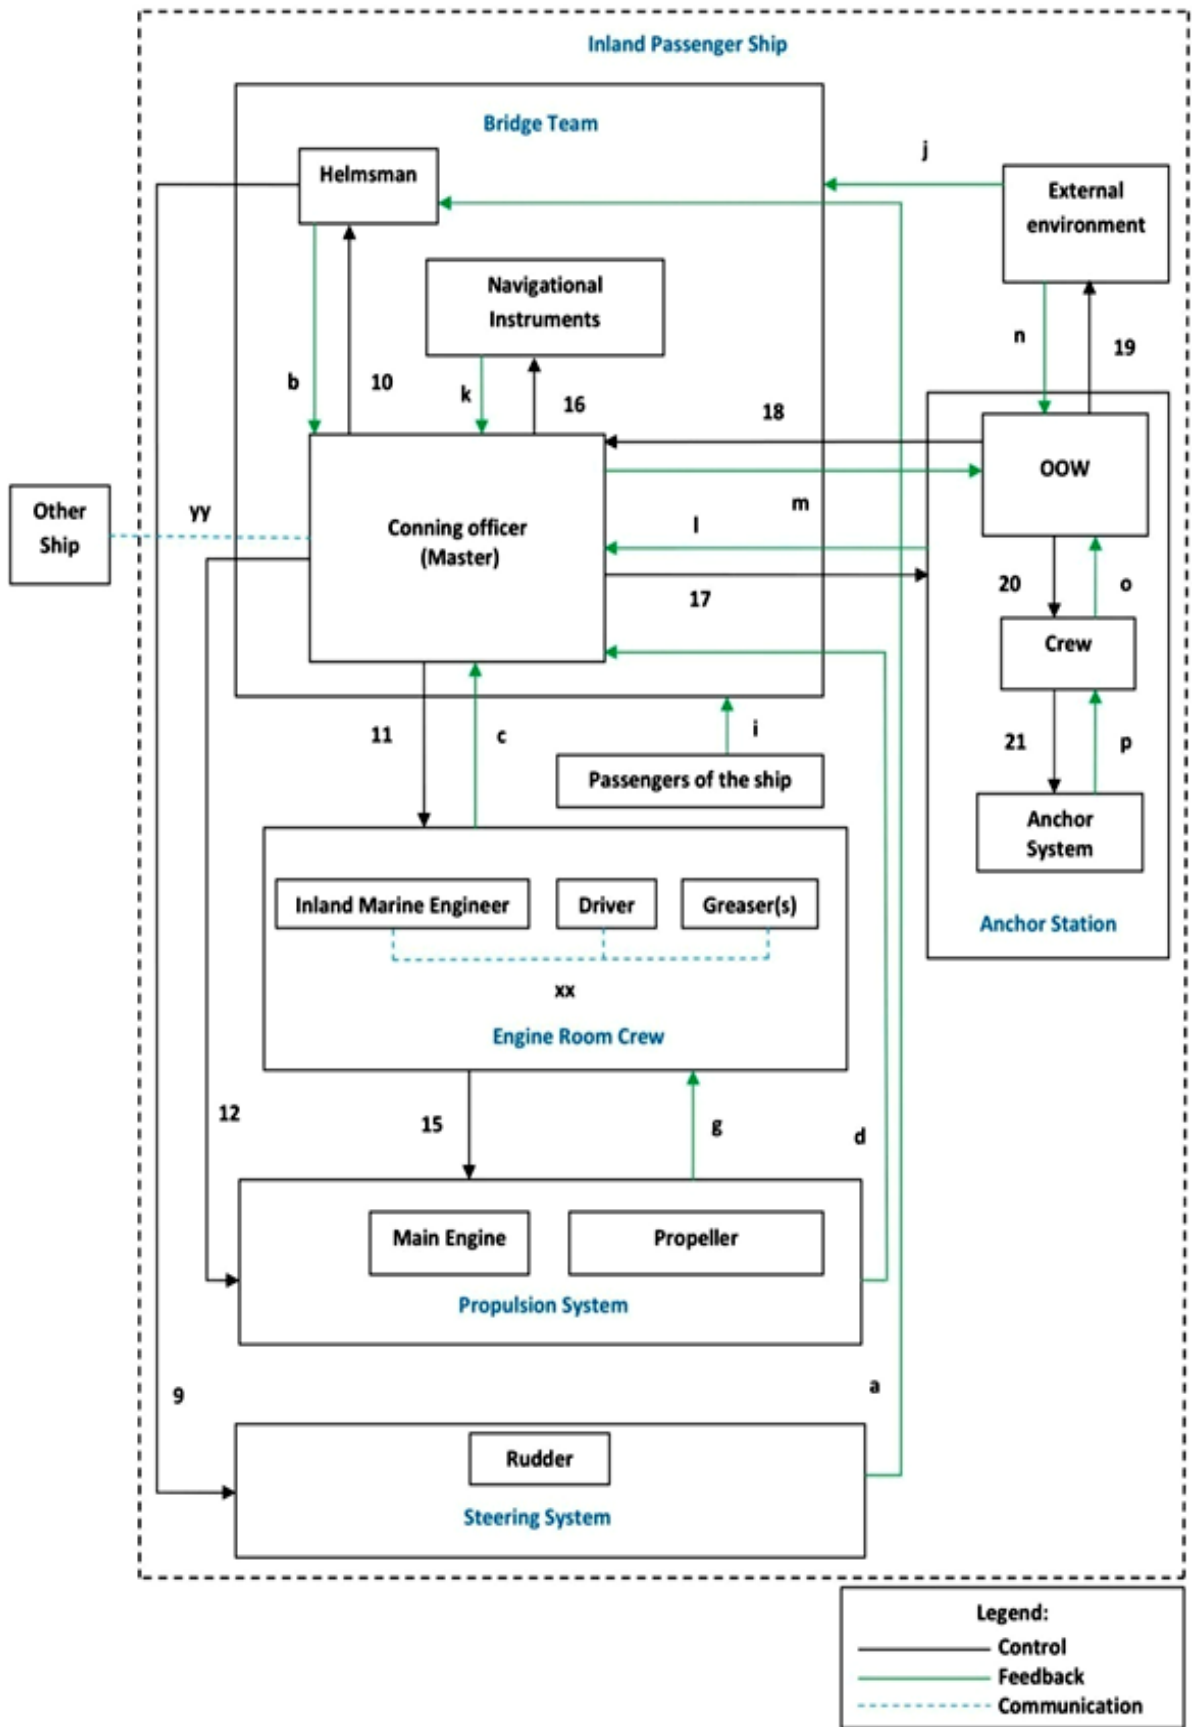 Inland Passenger Ship
Bridge Team
Helmsman
j
External
environment
Navigational
Instruments
n
19
b
10
k
16
18
OOW
Other
Ship
yy
Conning officer
(Master)
m
l
17
20
o
Crew
11
c
i
21
p
Passengers of the ship
Anchor
System
Inland Marine Engineer
Driver
Greaser(s)
Anchor Station
xx
Engine Room Crew
12
15
g
d
Main Engine
Propeller
Propulsion System
9
a
Rudder
Steering System
Legend:
Control
Feedback
Communication